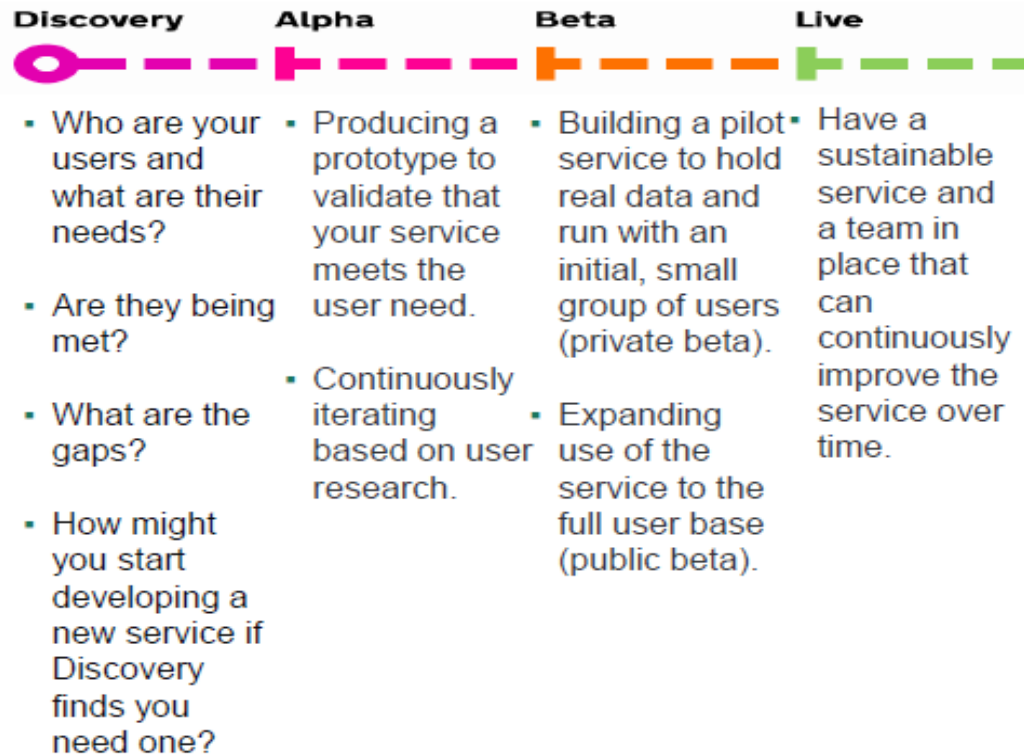 Discovery
Alpha
Beta
Live
▪ Who are your
users and
what are their
needs?
▪ Are they being
met?
▪ What are the
gaps?
▪ How might
you start
developing a
new service if
Discovery
finds you
need one?
▪ Producing a
prototype to
validate that
your service
meets the
user need.
▪ Continuously
iterating
based on user
research.
▪ Building a pilot
service to hold
real data and
run with an
initial, small
group of users
(private beta).
▪ Expanding
use of the
service to the
full user base
(public beta).
▪ Have a
sustainable
service and
a team in
place that
can
continuously
improve the
service over
time.